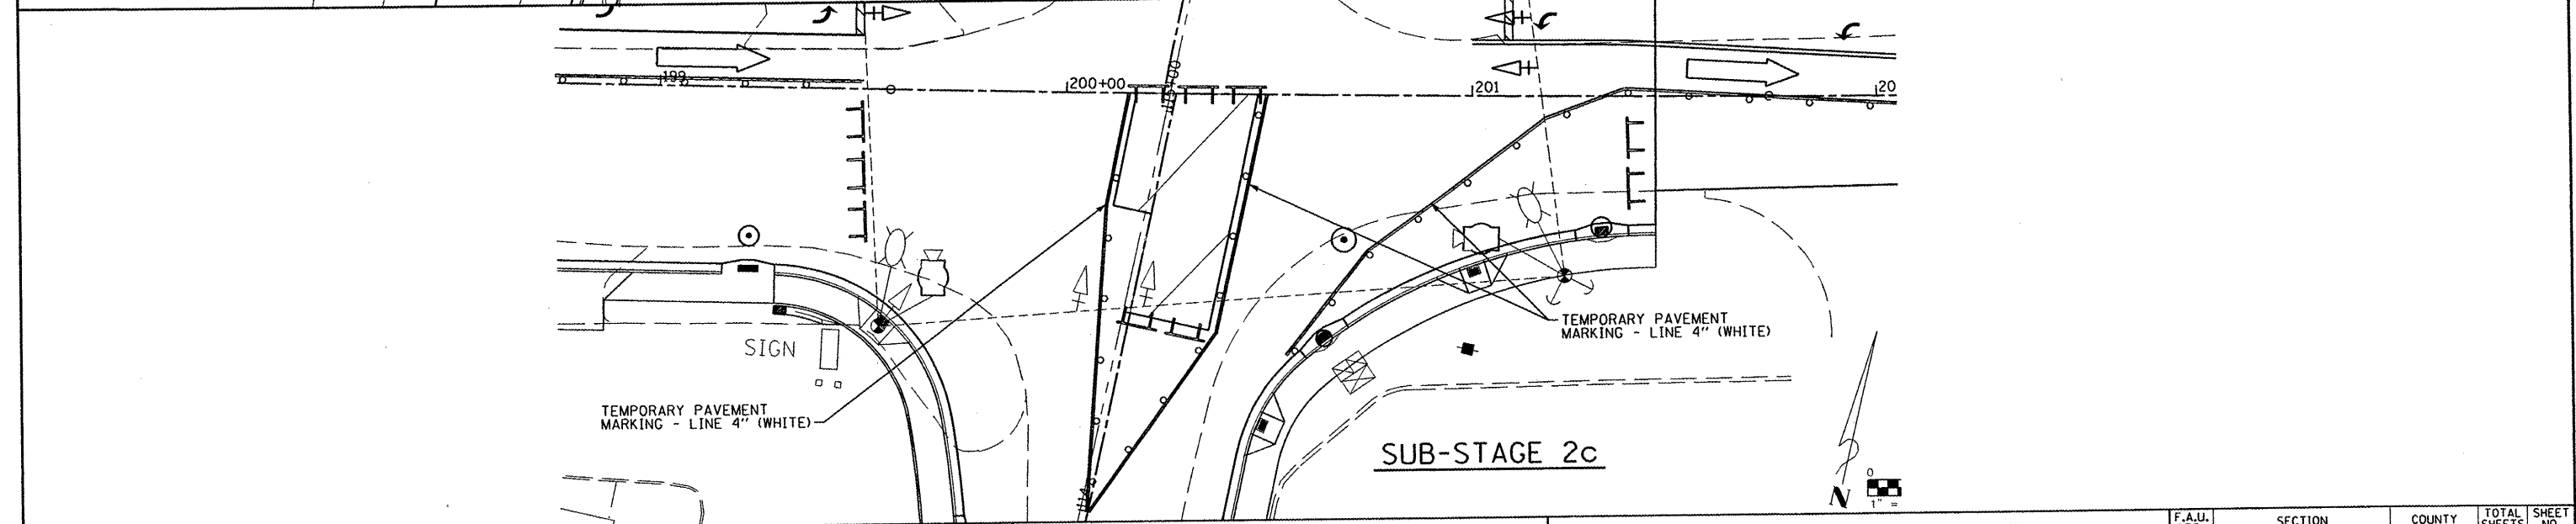 199
200+00
201
20
SIGN
TEMPORARY PAVEMENT
MARKING - LINE 4" (WHITE)
TEMPORARY PAVEMENT
MARKING - LINE 4" (WHITE)
SUB-STAGE 2c
N
0
1" =
F.A.U.
SECTION
COUNTY
TOTAL
SHEETS
SHEET
NO.